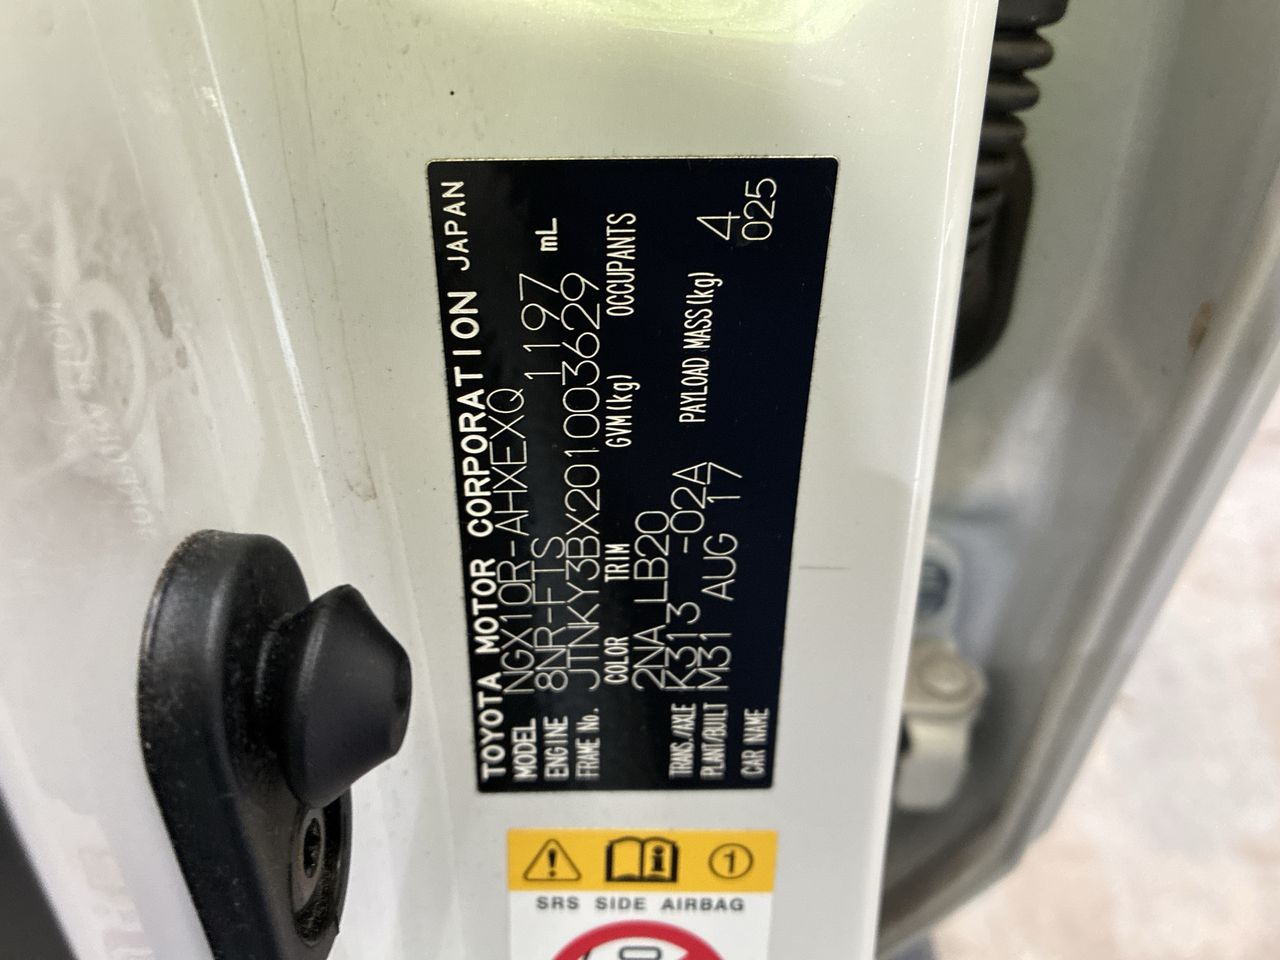 TOYOTA MOTOR CORPORATION JAPAN
MODEL NGX10R-AHXEXQ
ENGINE 8NR-FTS 1197 mL
FRAME No. JTNKY3BX201003629
COLOR TRIM GVM(kg) OCCUPANTS
2NA LB20 4
TRANS./AXLE K313 -02A PAYLOAD MASS(kg) 025
PLANT/BUILT M31 AUG 17
CAR NAME
1
SRS SIDE AIRBAG